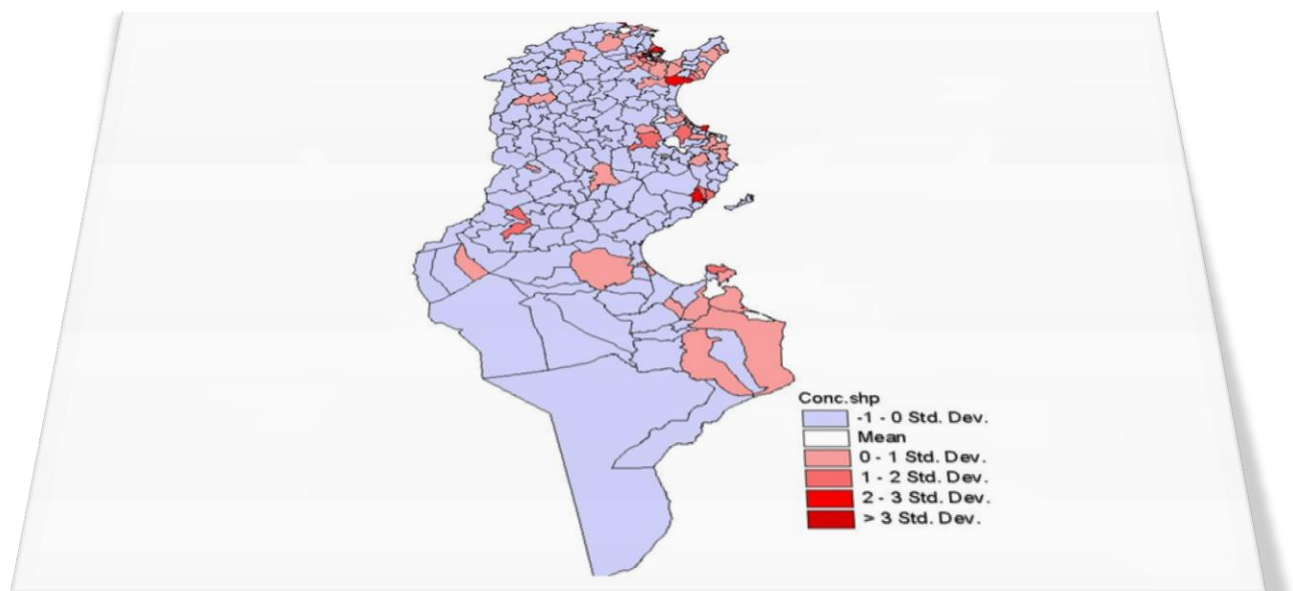 Conc.shp
-1 - 0 Std. Dev.
Mean
0 - 1 Std. Dev.
1 - 2 Std. Dev.
2 - 3 Std. Dev.
> 3 Std. Dev.